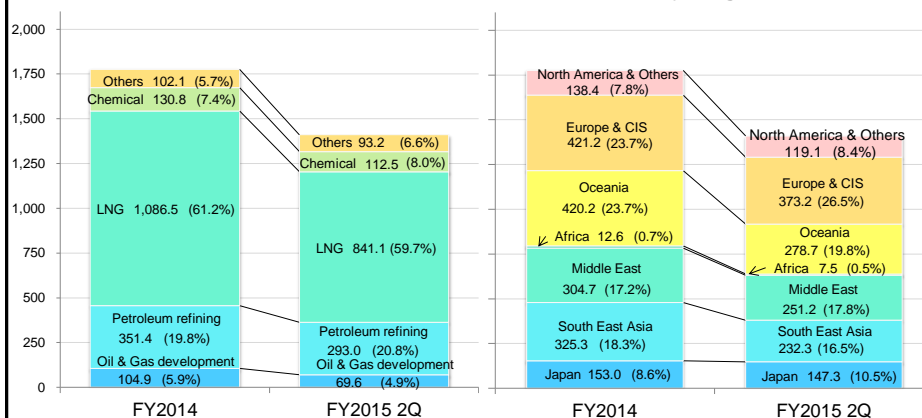 2,000
1,750
1,500
1,250
1,000
750
500
250
0
Others 102.1 (5.7%)
Chemical 130.8 (7.4%)
LNG 1,086.5 (61.2%)
Petroleum refining
351.4 (19.8%)
Oil & Gas development
104.9 (5.9%)
FY2014
Others 93.2 (6.6%)
Chemical 112.5 (8.0%)
LNG 841.1 (59.7%)
Petroleum refining
293.0 (20.8%)
Oil & Gas development
69.6 (4.9%)
FY2015 2Q
North America & Others
138.4 (7.8%)
Europe & CIS
421.2 (23.7%)
Oceania
420.2 (23.7%)
Africa 12.6 (0.7%)
Middle East
304.7 (17.2%)
South East Asia
325.3 (18.3%)
Japan 153.0 (8.6%)
FY2014
North America & Others
119.1 (8.4%)
Europe & CIS
373.2 (26.5%)
Oceania
278.7 (19.8%)
Africa 7.5 (0.5%)
Middle East
251.2 (17.8%)
South East Asia
232.3 (16.5%)
Japan 147.3 (10.5%)
FY2015 2Q